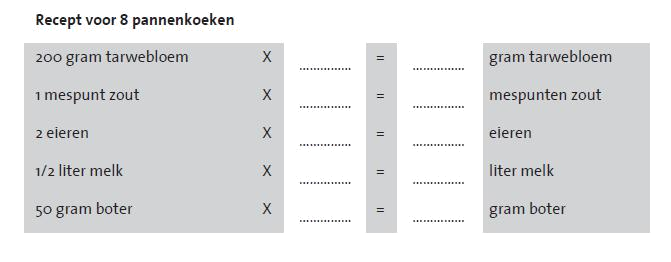 Recept voor 8 pannenkoeken
200 gram tarwebloem X ............... = ............... gram tarwebloem
1 mespunt zout X ............... = ............... mespunten zout
2 eieren X ............... = ............... eieren
1/2 liter melk X ............... = ............... liter melk
50 gram boter X ............... = ............... gram boter